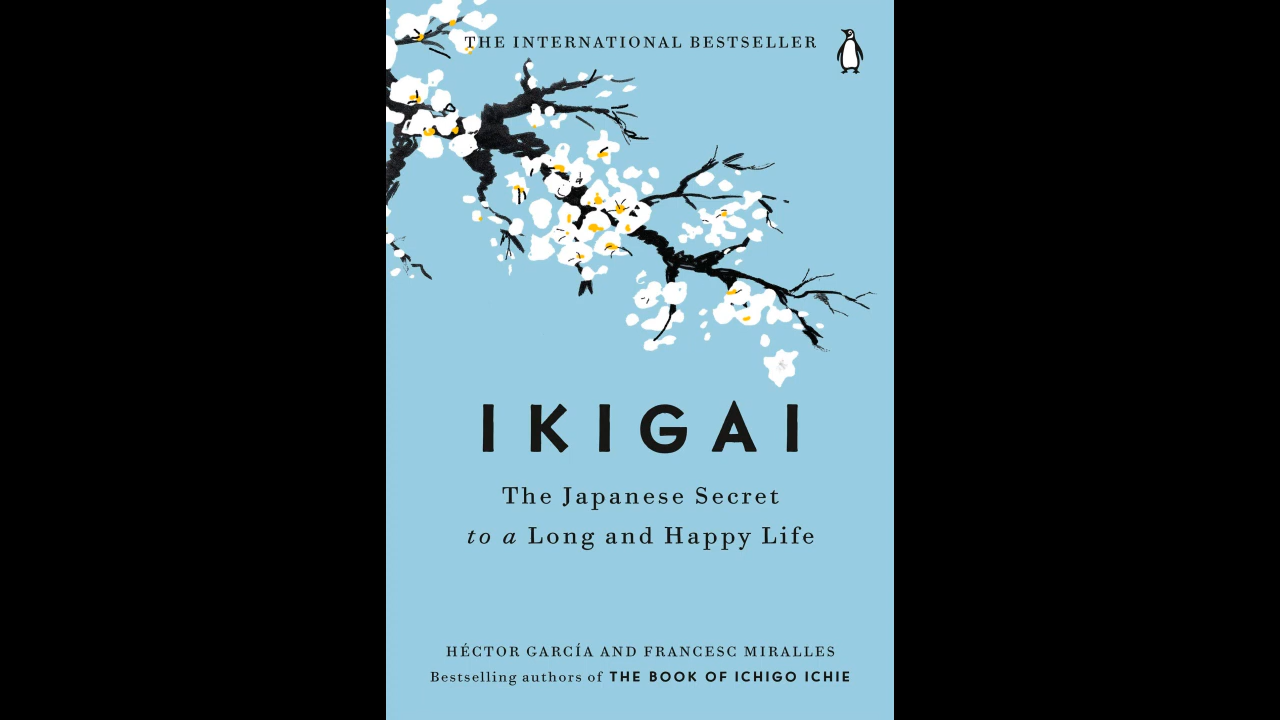 THE INTERNATIONAL BESTSELLER
IKIGAI
The Japanese Secret
to a Long and Happy Life
HÉCTOR GARCÍA AND FRANCESC MIRALLES
Bestselling authors of THE BOOK OF ICHIGO ICHIE